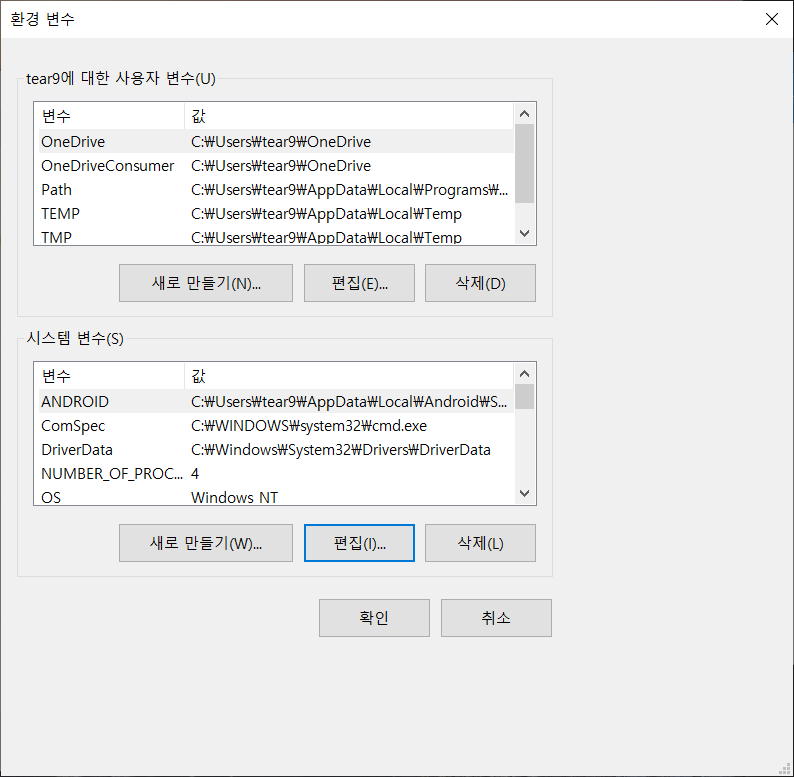 환경 변수
tear9에 대한 사용자 변수(U)
변수 값
OneDrive C:₩Users₩tear9₩OneDrive
OneDriveConsumer C:₩Users₩tear9₩OneDrive
Path C:₩Users₩tear9₩AppData₩Local₩Programs₩...
TEMP C:₩Users₩tear9₩AppData₩Local₩Temp
TMP C:₩Users₩tear9₩AppData₩Local₩Temp
새로 만들기(N)... 편집(E)... 삭제(D)
시스템 변수(S)
변수 값
ANDROID C:₩Users₩tear9₩AppData₩Local₩Android₩S...
ComSpec C:₩WINDOWS₩system32₩cmd.exe
DriverData C:₩Windows₩System32₩Drivers₩DriverData
NUMBER_OF_PROC... 4
OS Windows NT
새로 만들기(W)... 편집(I)... 삭제(L)
확인 취소